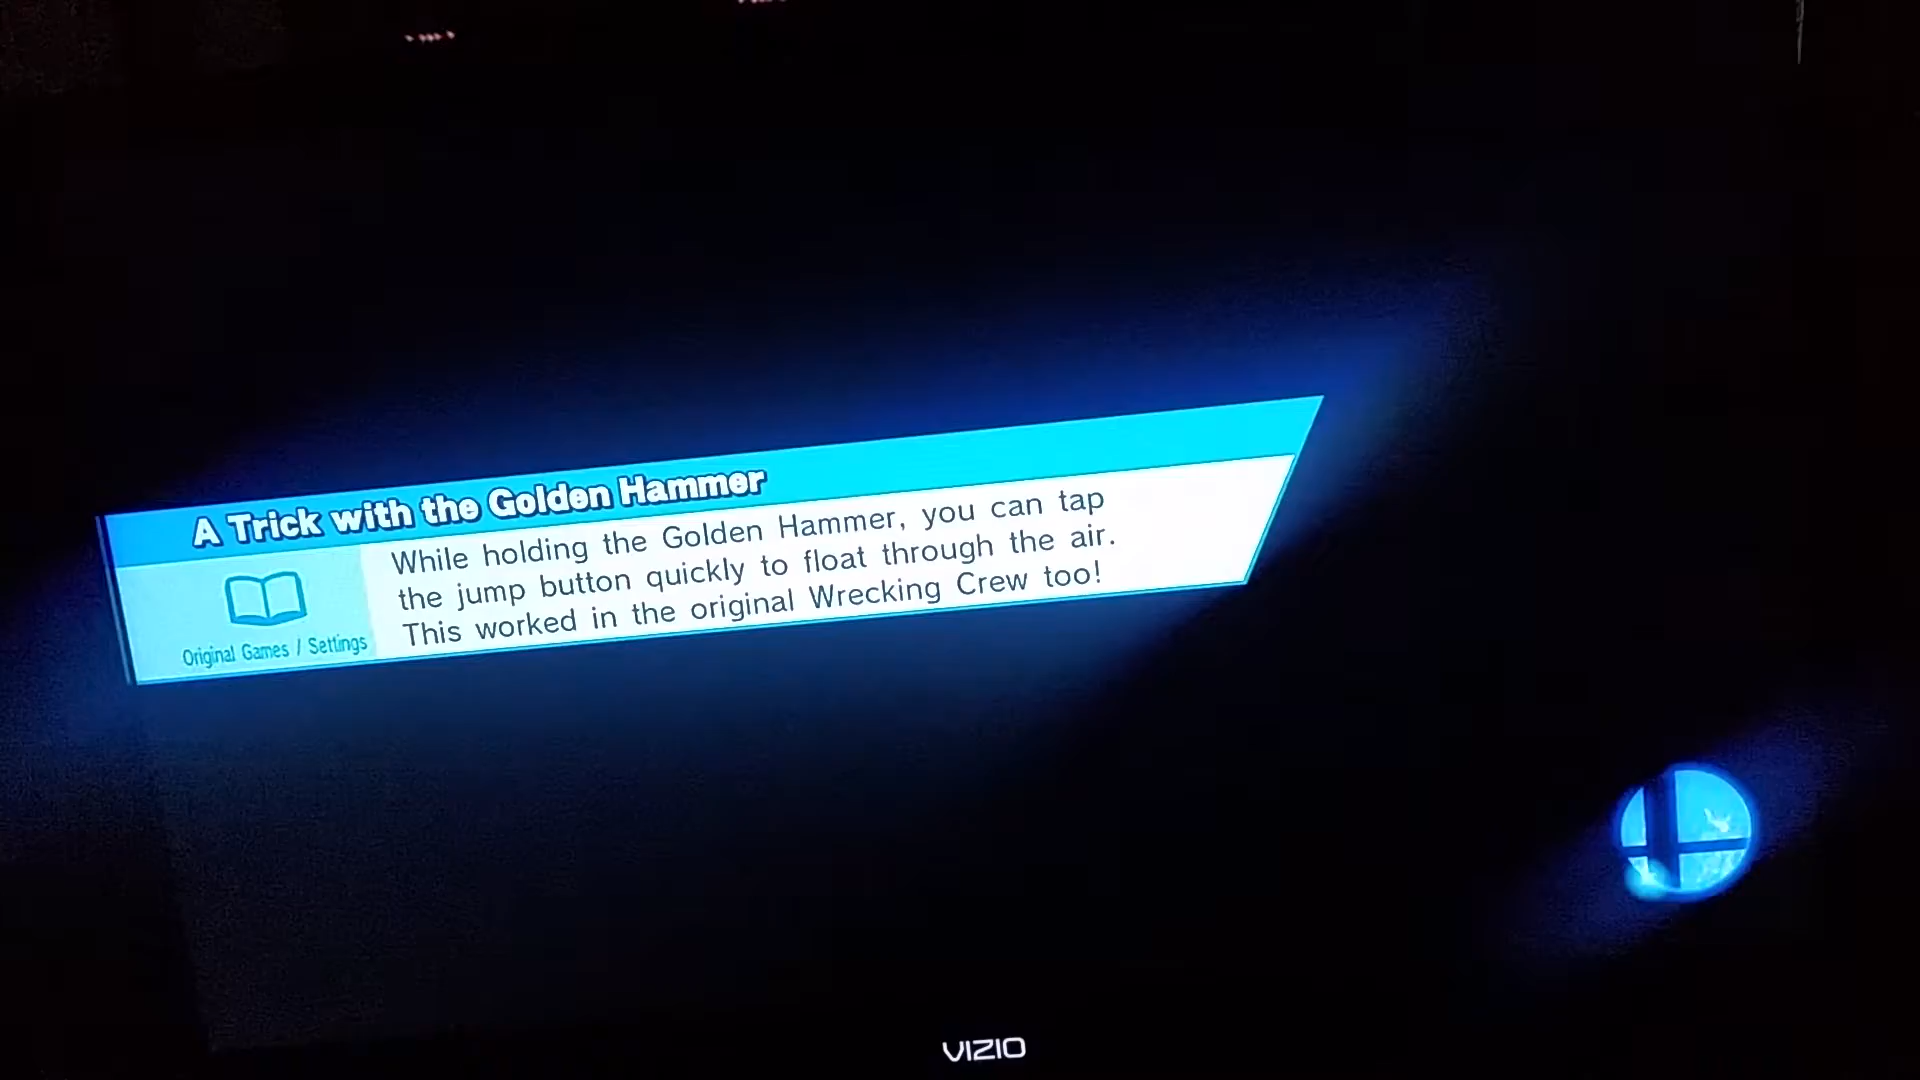 A Trick with the Golden Hammer
While holding the Golden Hammer, you can tap
the jump button quickly to float through the air.
This worked in the original Wrecking Crew too!
Original Games / Settings
VIZIO